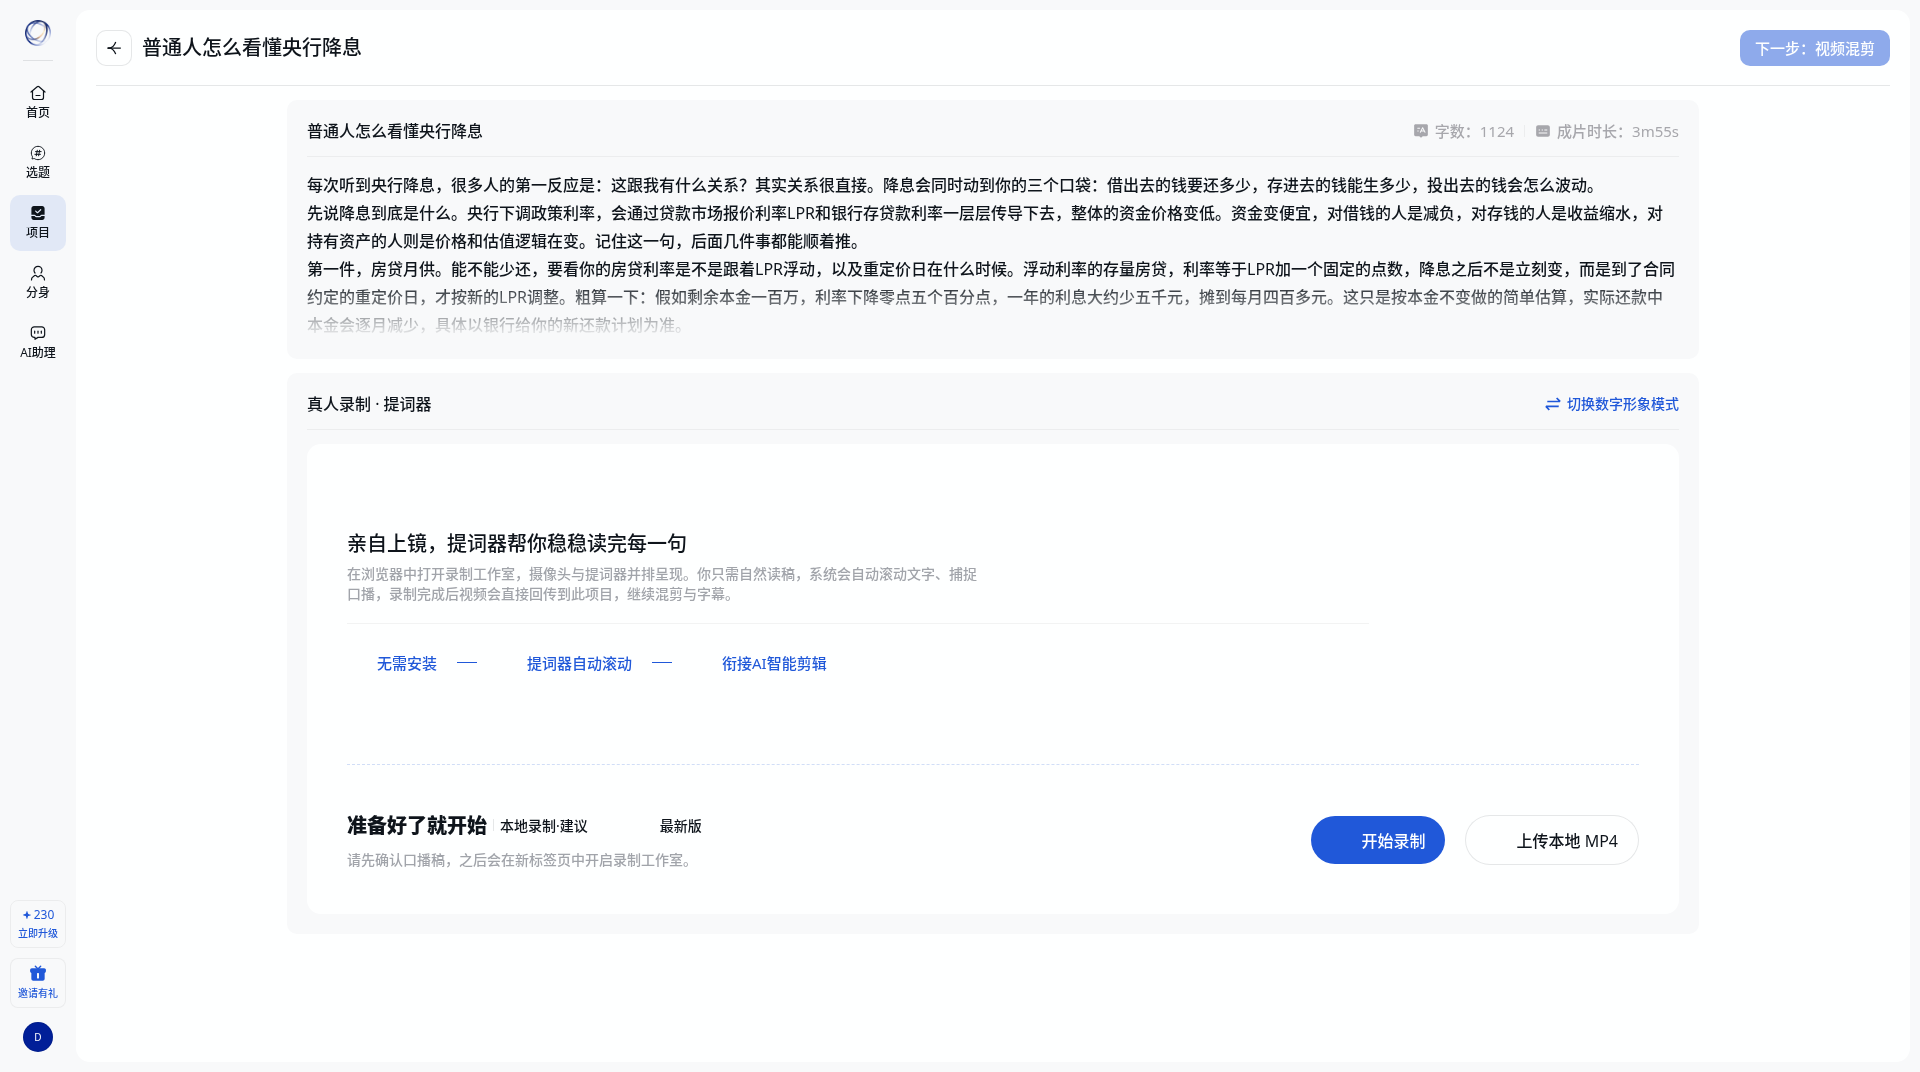 普通人怎么看懂央行降息
下一步：视频混剪
首页
选题
项目
分身
AI助理
230
立即升级
邀请有礼
D
普通人怎么看懂央行降息
字数：1124
成片时长：3m55s
每次听到央行降息，很多人的第一反应是：这跟我有什么关系？其实关系很直接。降息会同时动到你的三个口袋：借出去的钱要还多少，存进去的钱能生多少，投出去的钱会怎么波动。
先说降息到底是什么。央行下调政策利率，会通过贷款市场报价利率LPR和银行存贷款利率一层层传导下去，整体的资金价格变低。资金变便宜，对借钱的人是减负，对存钱的人是收益缩水，对
持有资产的人则是价格和估值逻辑在变。记住这一句，后面几件事都能顺着推。
第一件，房贷月供。能不能少还，要看你的房贷利率是不是跟着LPR浮动，以及重定价日在什么时候。浮动利率的存量房贷，利率等于LPR加一个固定的点数，降息之后不是立刻变，而是到了合同
约定的重定价日，才按新的LPR调整。粗算一下：假如剩余本金一百万，利率下降零点五个百分点，一年的利息大约少五千元，摊到每月四百多元。这只是按本金不变做的简单估算，实际还款中
本金会逐月减少，具体以银行给你的新还款计划为准。
真人录制 · 提词器
切换数字形象模式
亲自上镜，提词器帮你稳稳读完每一句
在浏览器中打开录制工作室，摄像头与提词器并排呈现。你只需自然读稿，系统会自动滚动文字、捕捉
口播，录制完成后视频会直接回传到此项目，继续混剪与字幕。
无需安装
提词器自动滚动
衔接AI智能剪辑
准备好了就开始
本地录制·建议
最新版
请先确认口播稿，之后会在新标签页中开启录制工作室。
开始录制
上传本地 MP4